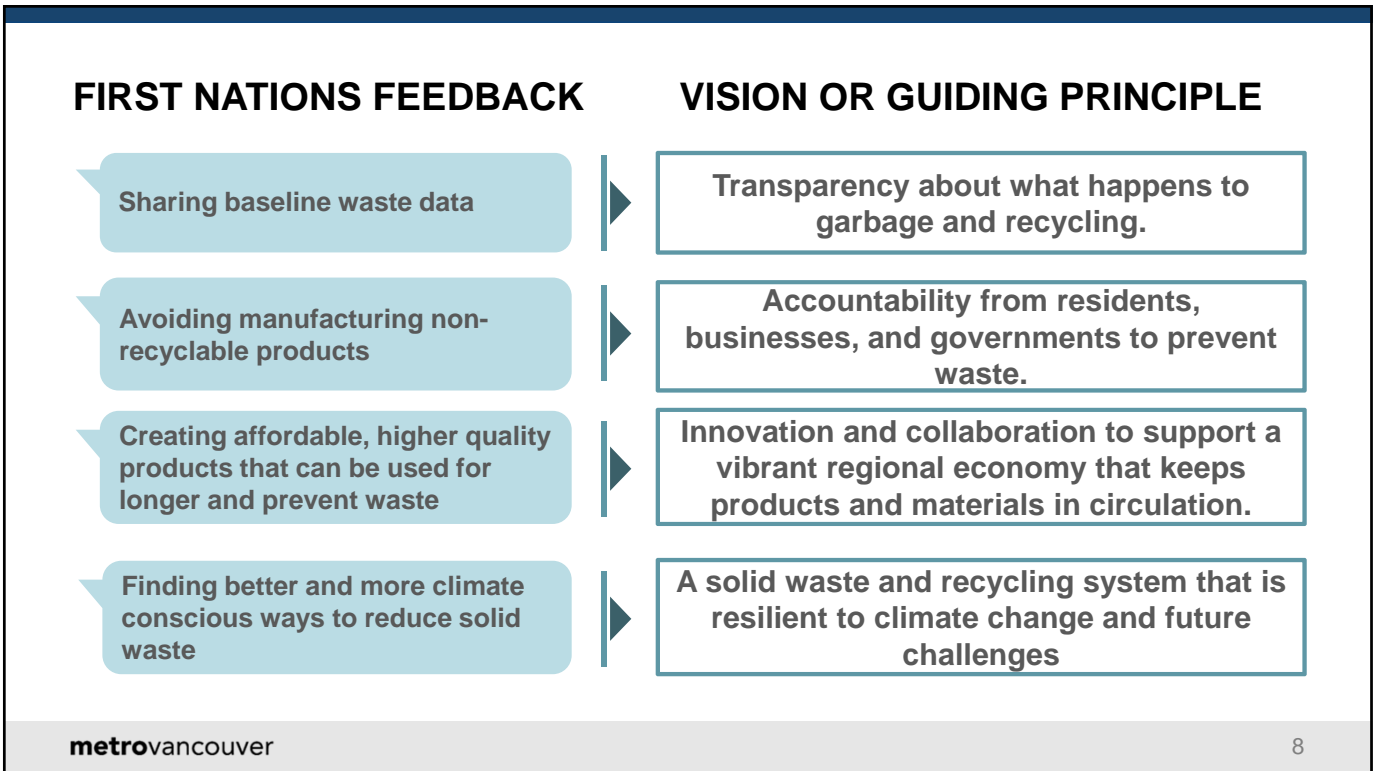 FIRST NATIONS FEEDBACK
VISION OR GUIDING PRINCIPLE
Sharing baseline waste data
Transparency about what happens to
garbage and recycling.
Avoiding manufacturing non-
recyclable products
Accountability from residents,
businesses, and governments to prevent
waste.
Creating affordable, higher quality
products that can be used for
longer and prevent waste
Innovation and collaboration to support a
vibrant regional economy that keeps
products and materials in circulation.
Finding better and more climate
conscious ways to reduce solid
waste
A solid waste and recycling system that is
resilient to climate change and future
challenges
metrovancouver
8